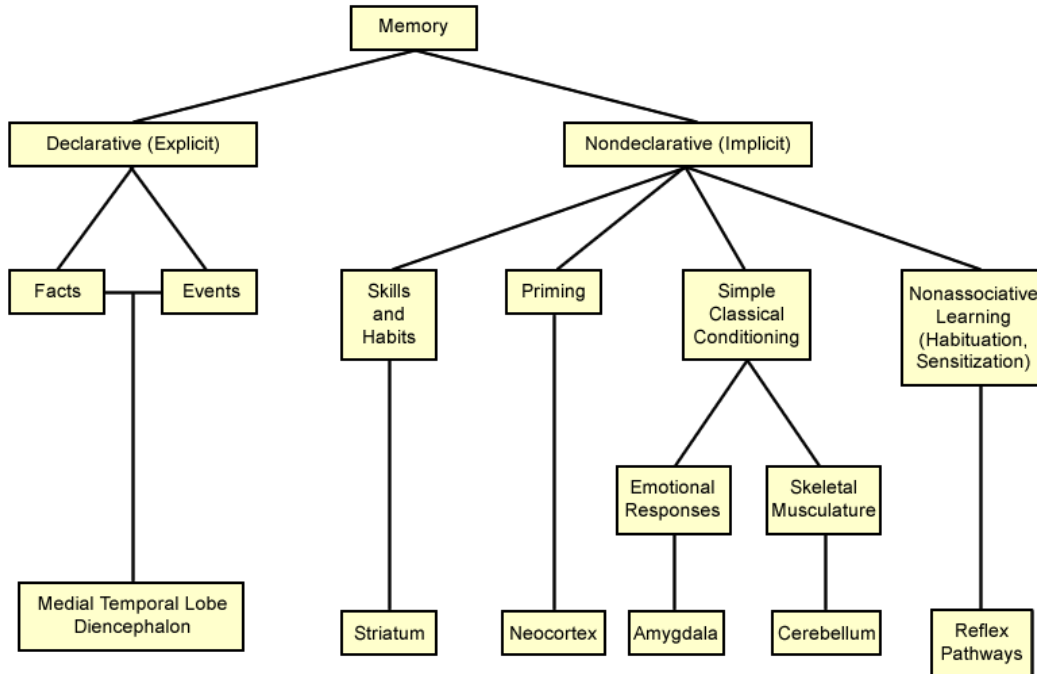 Memory
Declarative (Explicit)
Nondeclarative (Implicit)
Facts
Events
Skills
and
Habits
Priming
Simple
Classical
Conditioning
Nonassociative
Learning
(Habituation,
Sensitization)
Emotional
Responses
Skeletal
Musculature
Medial Temporal Lobe
Diencephalon
Striatum
Neocortex
Amygdala
Cerebellum
Reflex
Pathways